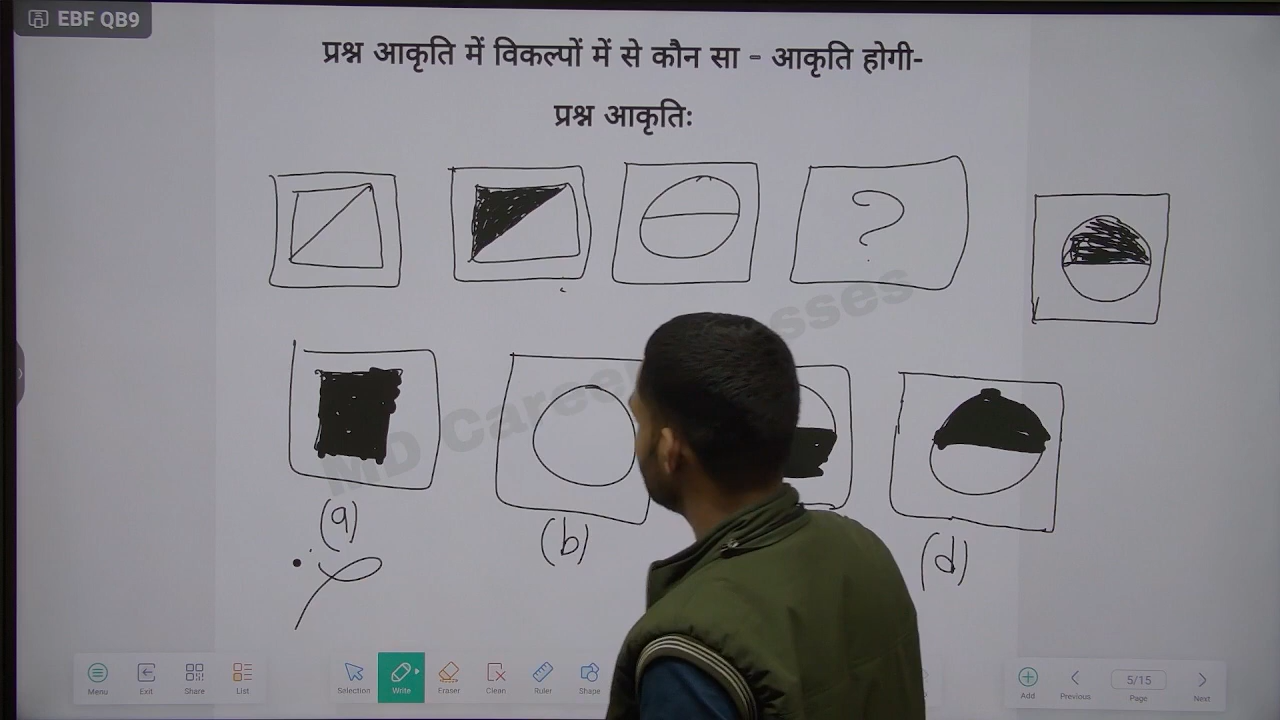 EBF QB9
प्रश्न आकृति में विकल्पों में से कौन सा - आकृति होगी-
प्रश्न आकृतिः
?
(a)
(b)
(d)
Menu
Exit
Share
List
Selection
Write
Eraser
Clean
Ruler
Shape
Add
Previous
5/15
Page
Next